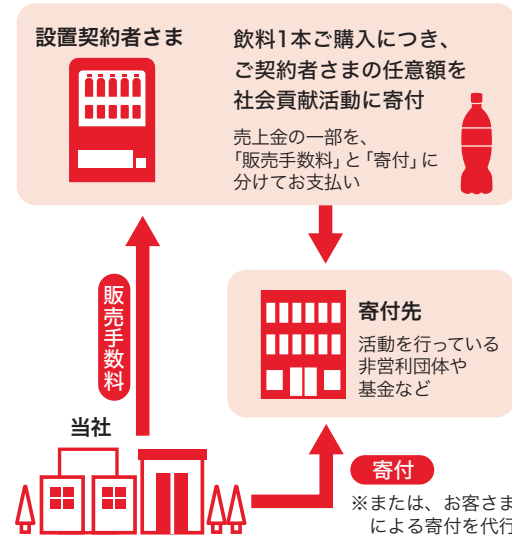 設置契約者さま
飲料1本ご購入につき、
ご契約者さまの任意額を
社会貢献活動に寄付
売上金の一部を、
「販売手数料」と「寄付」に
分けてお支払い
販売手数料
寄付先
活動を行っている
非営利団体や
基金など
当社
寄付
※または、お客さま
による寄付を代行